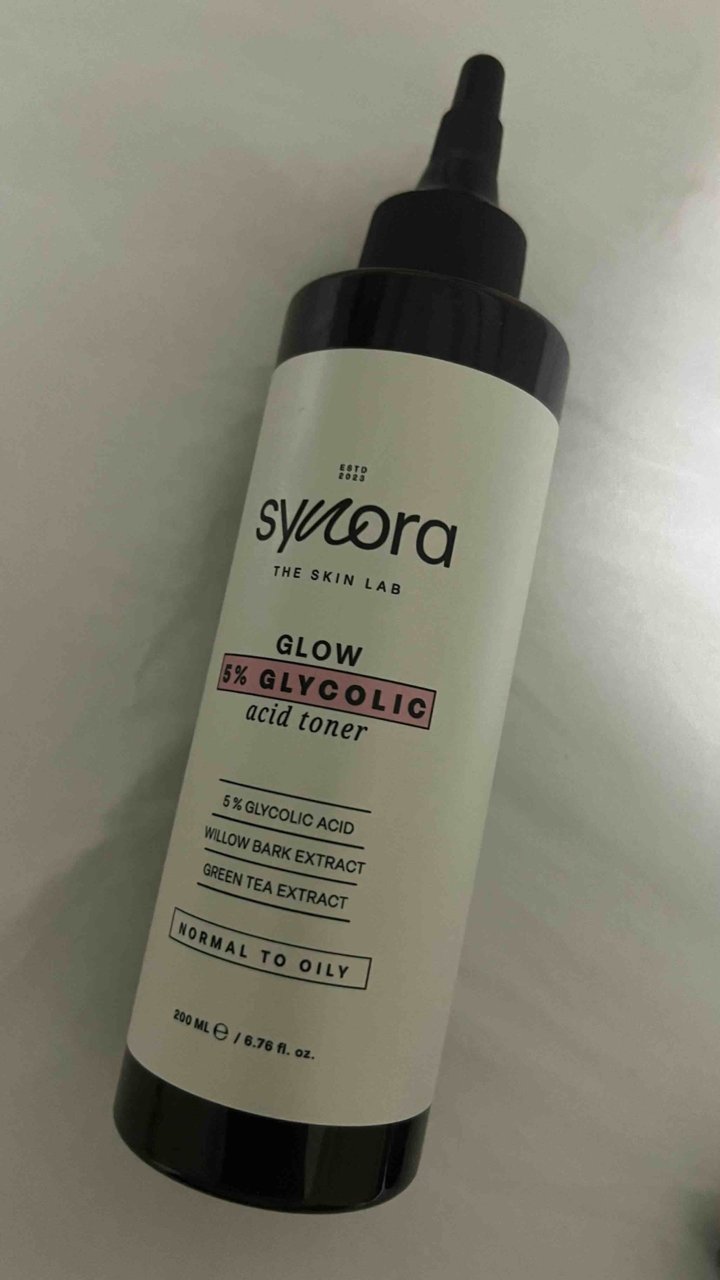 ESTD
2023
synora
THE SKIN LAB
GLOW
5% GLYCOLIC
acid toner
5% GLYCOLIC ACID
WILLOW BARK EXTRACT
GREEN TEA EXTRACT
NORMAL TO OILY
200 ML ℮ / 6.76 fl. oz.